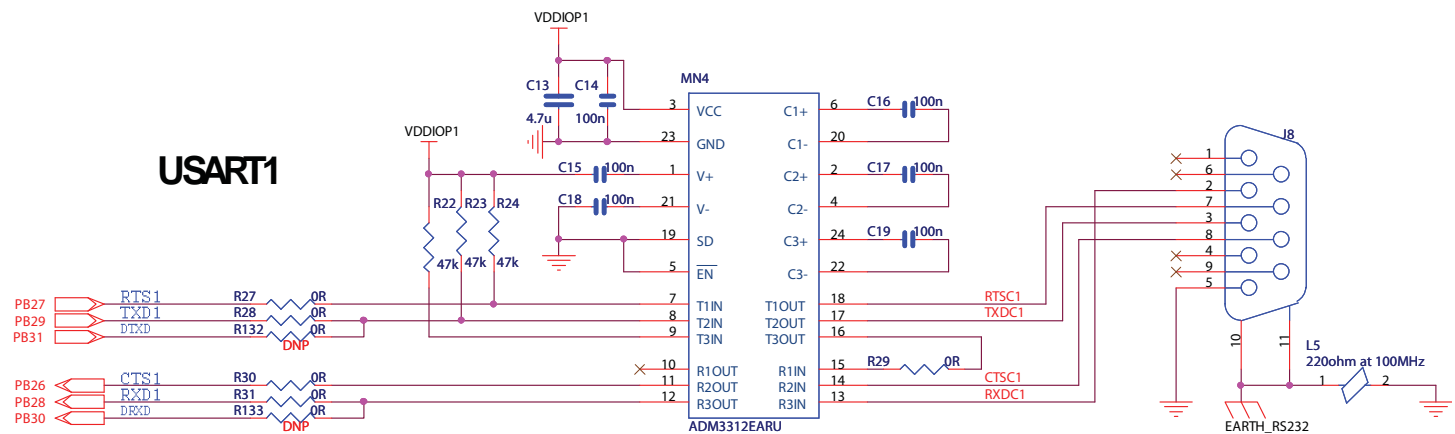 VDDIOP1
MN4
C13
C14
4.7u
100n
VDDIOP1
USART1
3
VCC
23
GND
C15
100n
1
V+
C18
100n
21
V-
19
SD
5
EN
R22
R23
R24
47k
47k
47k
6
C1+
C16
100n
20
C1-
2
C2+
C17
100n
4
C2-
24
C3+
C19
100n
22
C3-
PB27
RTS1
R27
0R
7
T1IN
T1OUT
18
RTSC1
PB29
TXD1
R28
0R
8
T2IN
T2OUT
17
TXDC1
PB31
DTXD
R132
0R
DNP
9
T3IN
T3OUT
16
10
R1OUT
R1IN
15
R29
0R
PB26
CTS1
R30
0R
11
R2OUT
R2IN
14
CTSC1
PB28
RXD1
R31
0R
12
R3OUT
R3IN
13
RXDC1
PB30
DRXD
R133
0R
DNP
ADM3312EARU
J8
1
6
2
7
3
8
4
9
5
10
11
L5
220ohm at 100MHz
1
2
EARTH_RS232